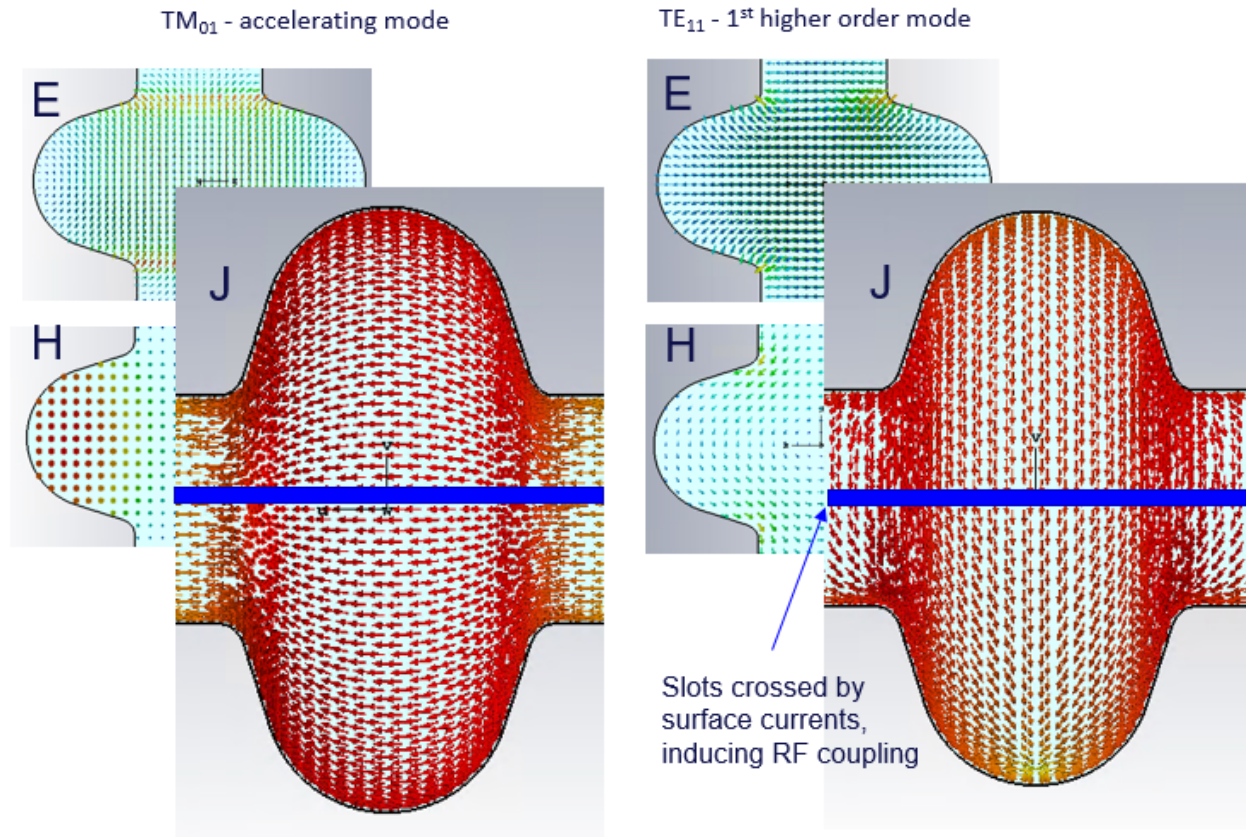 TM₀₁ - accelerating mode
TE₁₁ - 1ˢᵗ higher order mode
E
J
H
E
J
H
Slots crossed by
surface currents,
inducing RF coupling